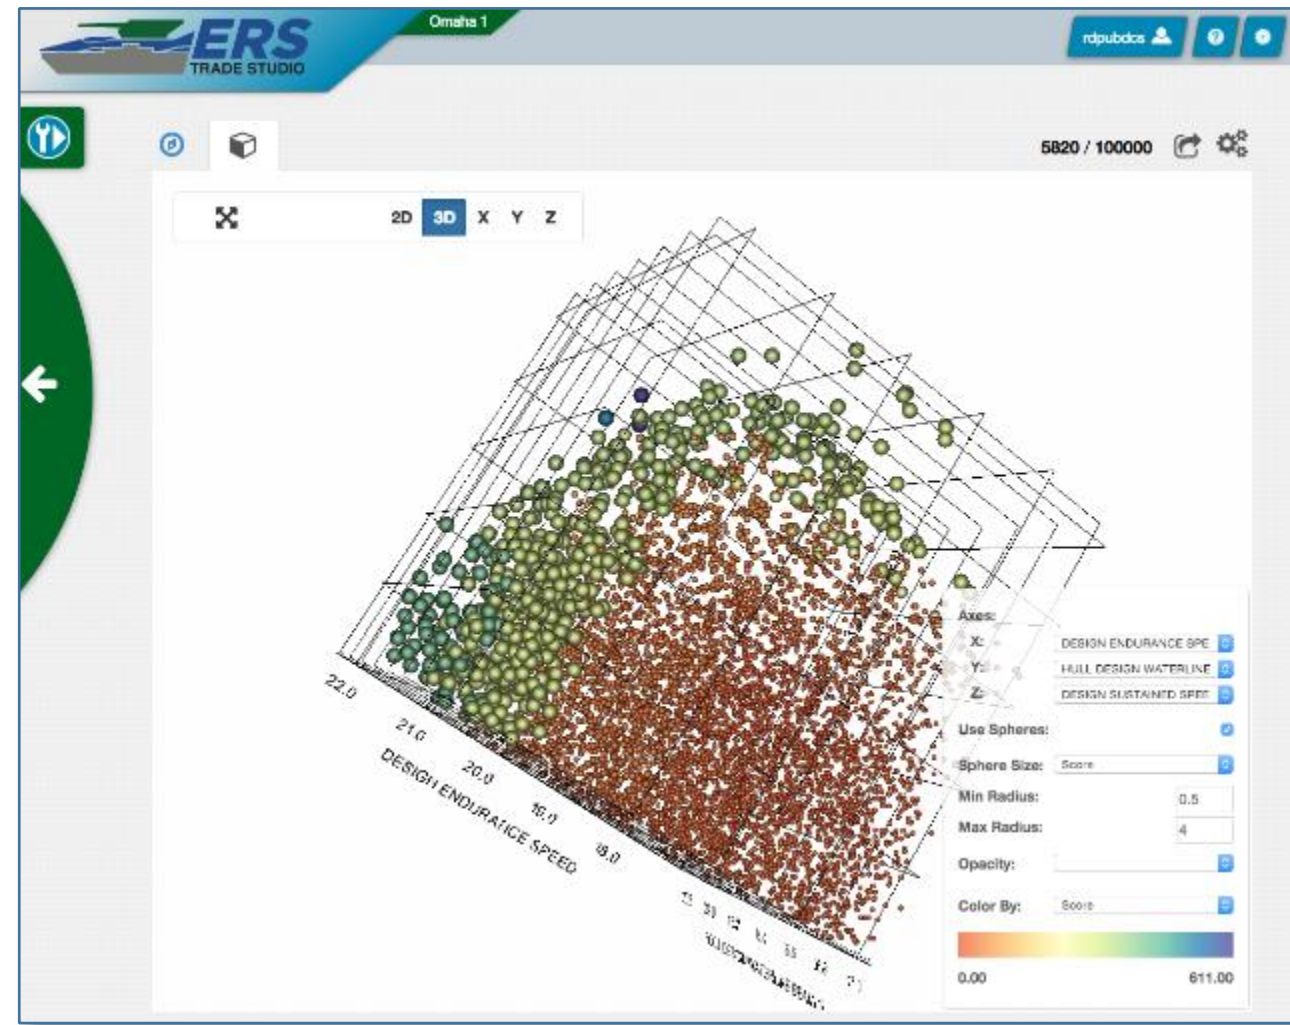 Omaha 1
ERS
TRADE STUDIO
rdpubdcs
5820 / 100000
2D 3D X Y Z
22.0
21.0
20.0
18.0
DESIGN ENDURANCE SPEED
Axes:
X: DESIGN ENDURANCE SPE
Y: HULL DESIGN WATERLINE
Z: DESIGN SUSTAINED SPEE
Use Spheres:
Sphere Size: Score
Min Radius: 0.5
Max Radius: 4
Opacity:
Color By: Score
0.00 611.00